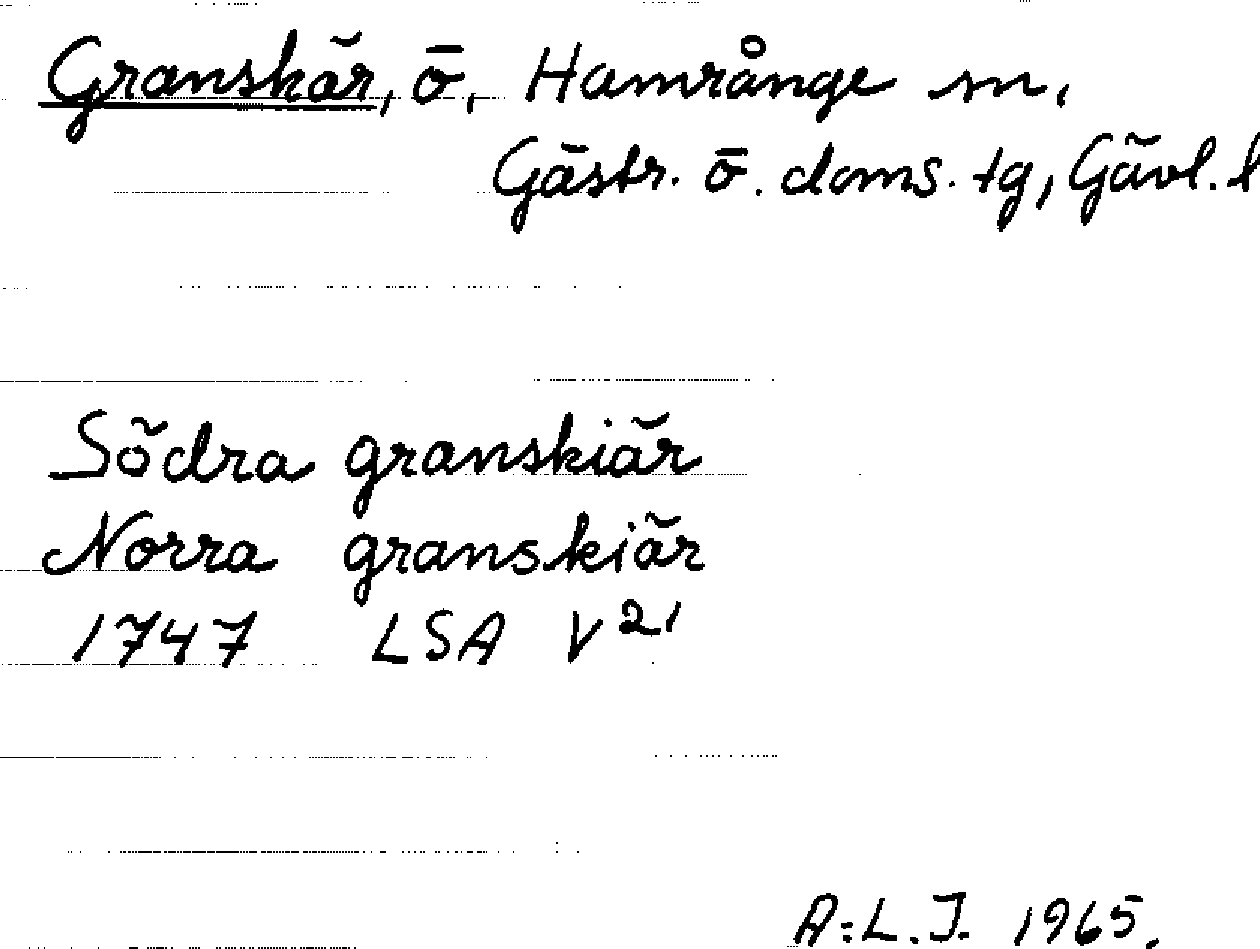 Granskär, ö, Hamrånge sn,
Gästr. ö. doms. tg, Gävl. l
Södra granskiär
Norra granskiär
1747 LSA V²¹
A:L.J. 1965.